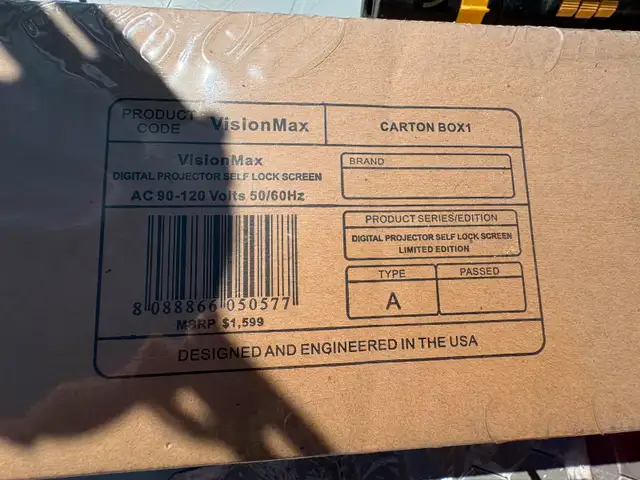 PRODUCT CODE VisionMax
CARTON BOX1
VisionMax
DIGITAL PROJECTOR SELF LOCK SCREEN
AC 90-120 Volts 50/60Hz
8 088866 050577
MSRP $1,599
BRAND
PRODUCT SERIES/EDITION
DIGITAL PROJECTOR SELF LOCK SCREEN
LIMITED EDITION
TYPE
PASSED
A
DESIGNED AND ENGINEERED IN THE USA